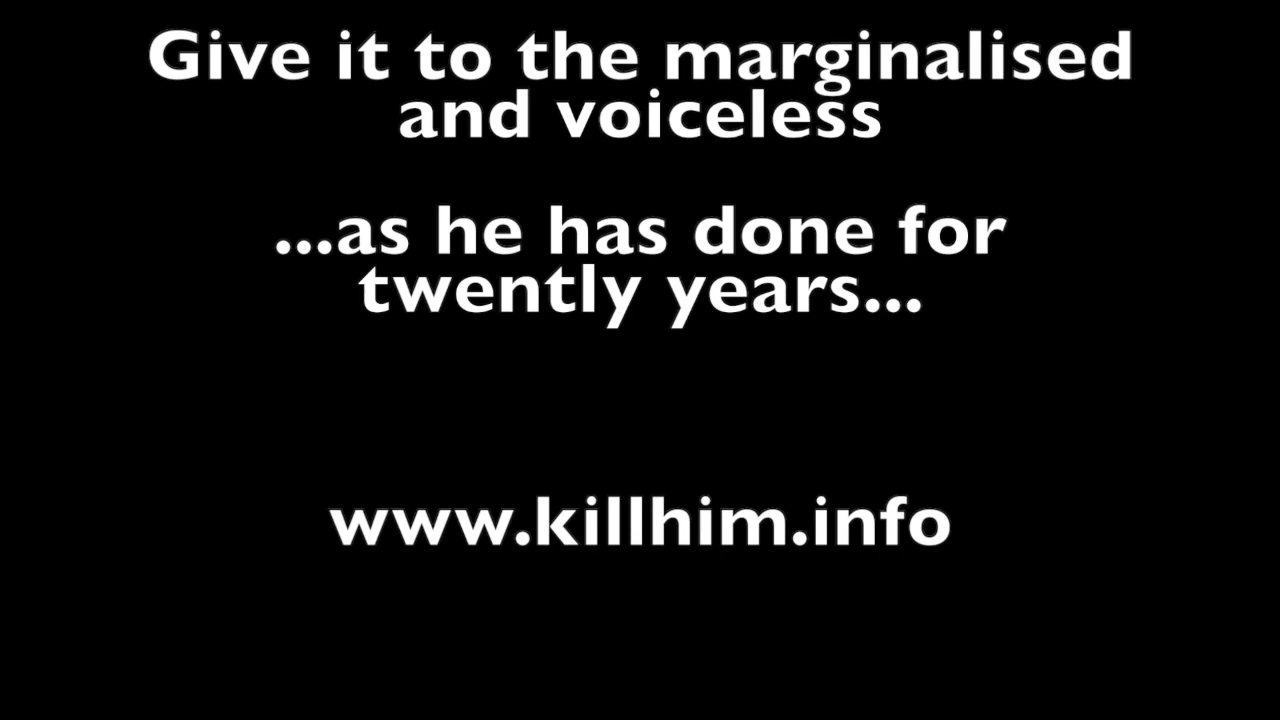 Give it to the marginalised
and voiceless
...as he has done for
twently years...
www.killhim.info